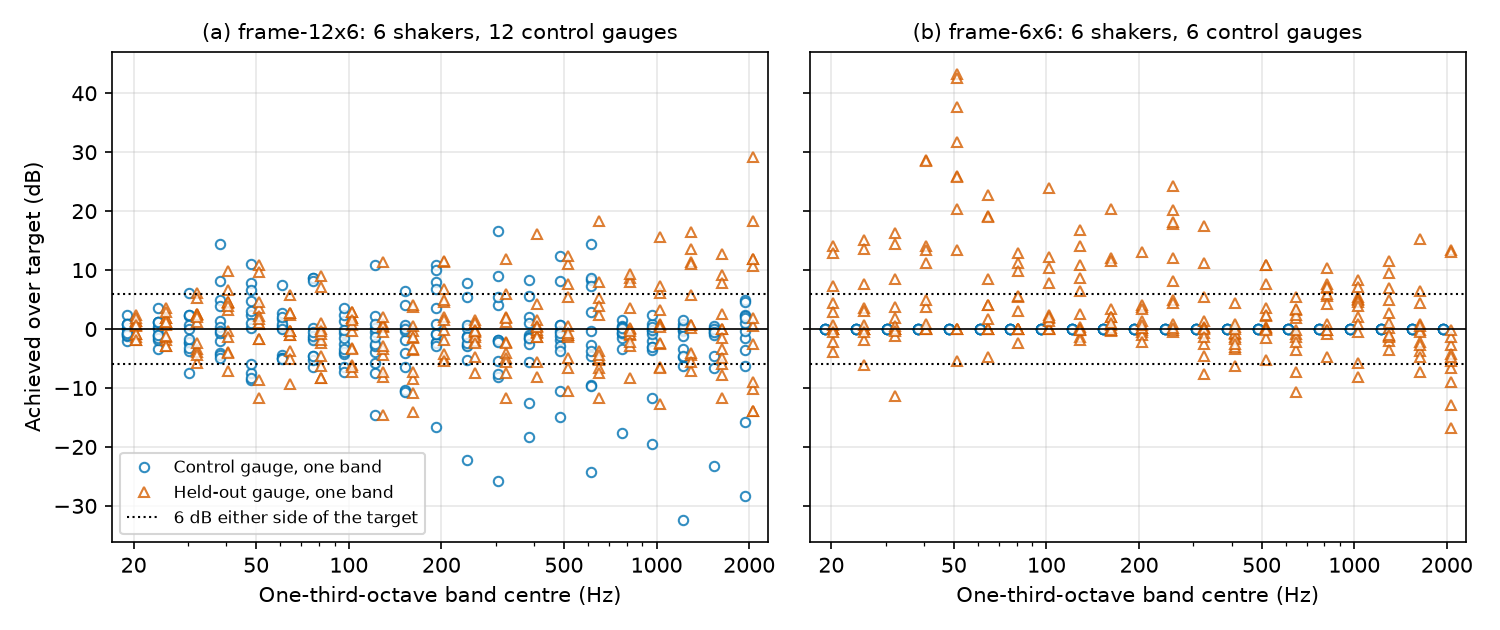 (a) frame-12x6: 6 shakers, 12 control gauges
(b) frame-6x6: 6 shakers, 6 control gauges
Achieved over target (dB)
40
30
20
10
0
−10
−20
−30
Control gauge, one band
Held-out gauge, one band
6 dB either side of the target
20 50 100 200 500 1000 2000
20 50 100 200 500 1000 2000
One-third-octave band centre (Hz)
One-third-octave band centre (Hz)